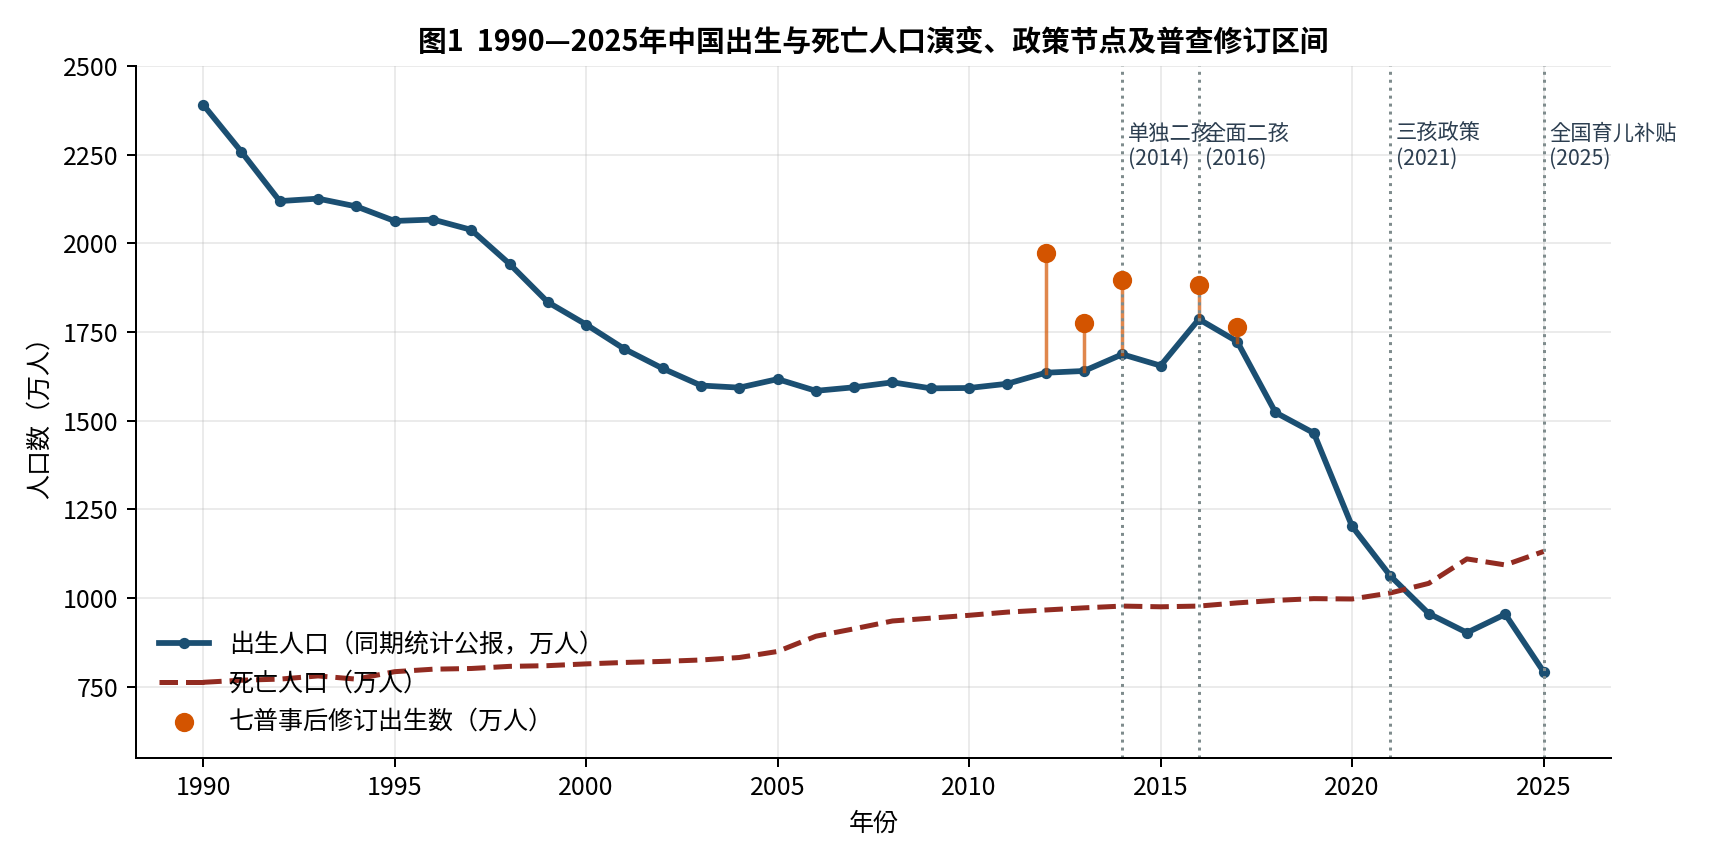 图1 1990—2025年中国出生与死亡人口演变、政策节点及普查修订区间
人口数（万人）
2500
2250
2000
1750
1500
1250
1000
750
单独二孩
(2014)
全面二孩
(2016)
三孩政策
(2021)
全国育儿补贴
(2025)
出生人口（同期统计公报，万人）
死亡人口（万人）
七普事后修订出生数（万人）
1990
1995
2000
2005
2010
2015
2020
2025
年份